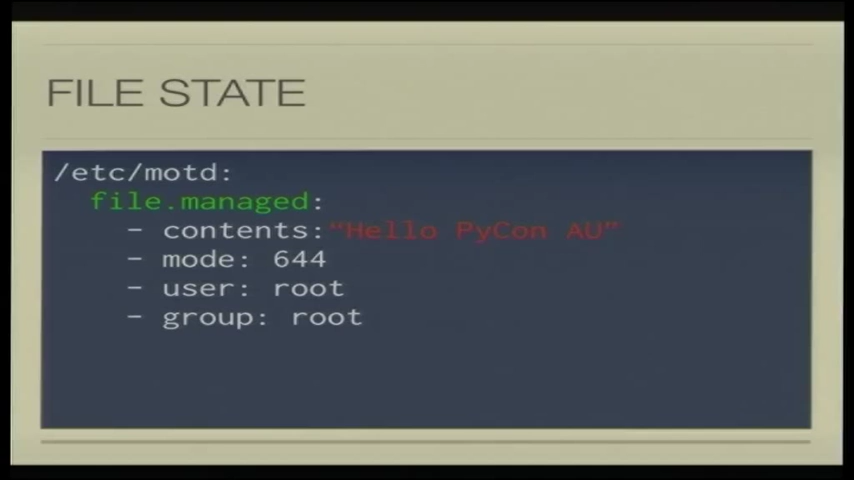 FILE STATE
/etc/motd:
file.managed:
- contents:“Hello PyCon AU”
- mode: 644
- user: root
- group: root